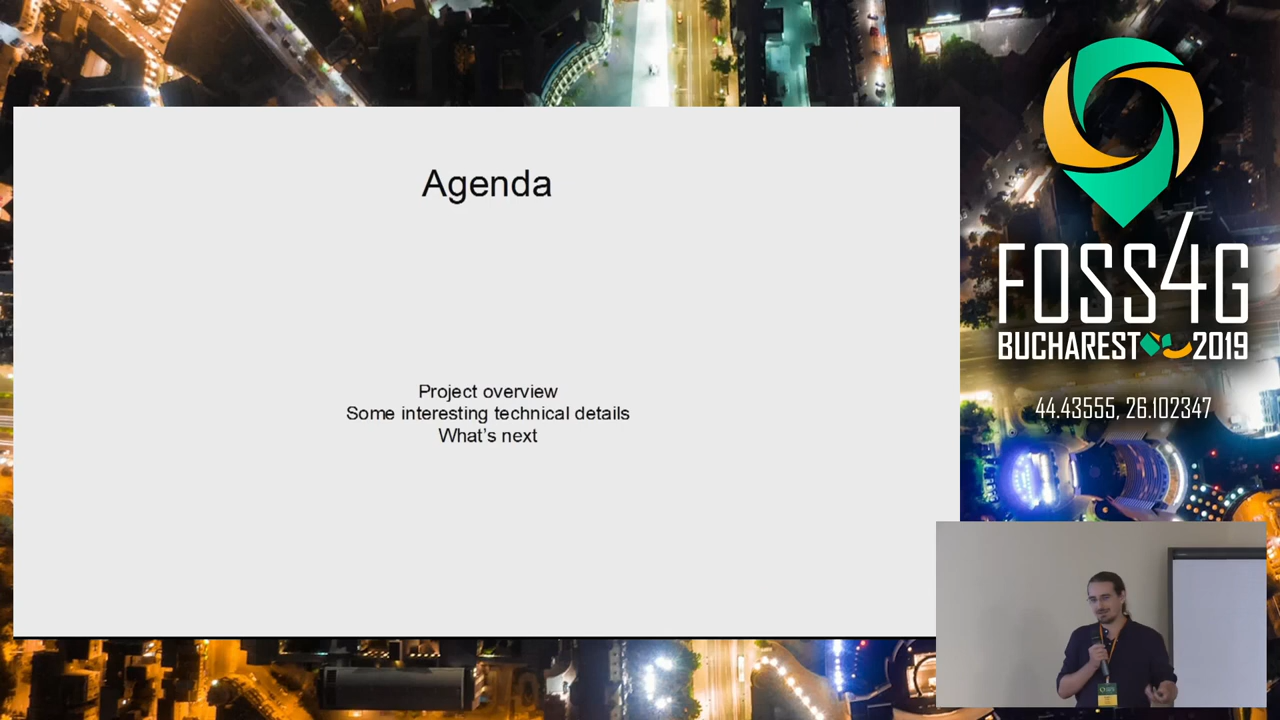 Agenda
Project overview
Some interesting technical details
What's next
FOSS4G
BUCHAREST 2019
44.43555, 26.102347